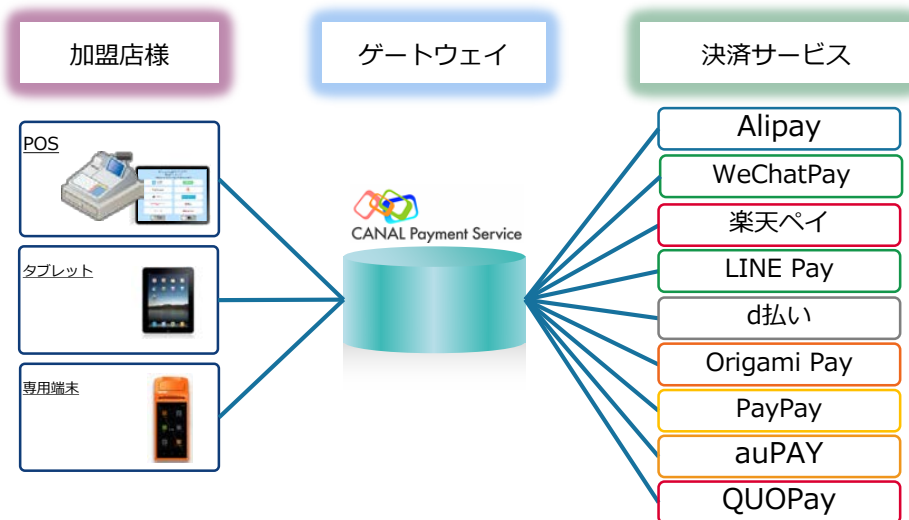 加盟店様
ゲートウェイ
決済サービス
POS
タブレット
専用端末
CANAL Payment Service
Alipay
WeChatPay
楽天ペイ
LINE Pay
d払い
Origami Pay
PayPay
auPAY
QUOPay